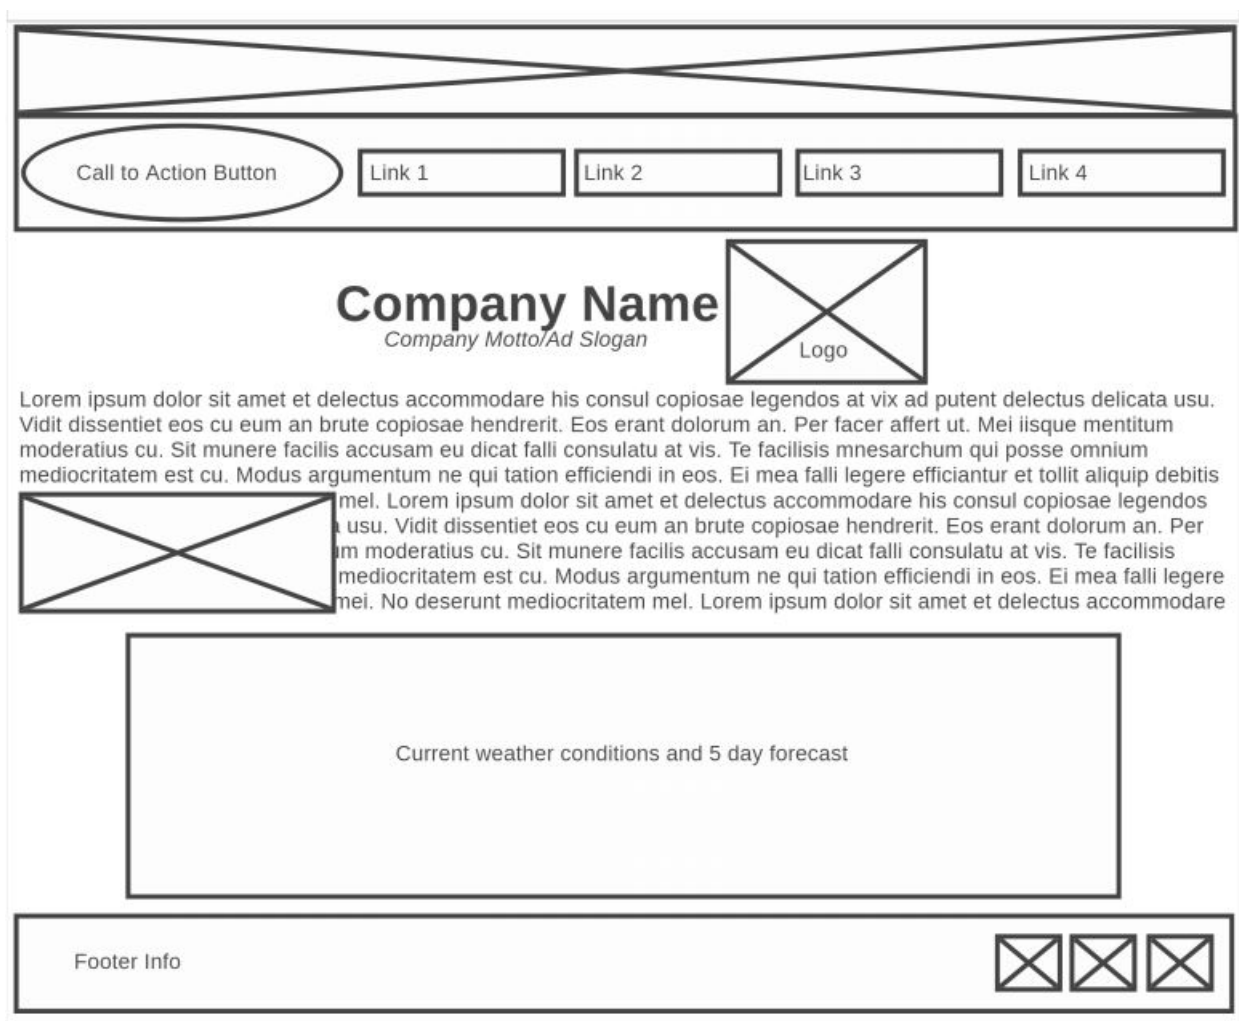 Call to Action Button
Link 1
Link 2
Link 3
Link 4
Company Name
Company Motto/Ad Slogan
Logo
Lorem ipsum dolor sit amet et delectus accommodare his consul copiosae legendos at vix ad putent delectus delicata usu.
Vidit dissentiet eos cu eum an brute copiosae hendrerit. Eos erant dolorum an. Per facer affert ut. Mei iisque mentitum
moderatius cu. Sit munere facilis accusam eu dicat falli consulatu at vis. Te facilisis mnesarchum qui posse omnium
mediocritatem est cu. Modus argumentum ne qui tation efficiendi in eos. Ei mea falli legere efficiantur et tollit aliquip debitis
mel. Lorem ipsum dolor sit amet et delectus accommodare his consul copiosae legendos
usu. Vidit dissentiet eos cu eum an brute copiosae hendrerit. Eos erant dolorum an. Per
moderatius cu. Sit munere facilis accusam eu dicat falli consulatu at vis. Te facilisis
mediocritatem est cu. Modus argumentum ne qui tation efficiendi in eos. Ei mea falli legere
mei. No deserunt mediocritatem mel. Lorem ipsum dolor sit amet et delectus accommodare
Current weather conditions and 5 day forecast
Footer Info